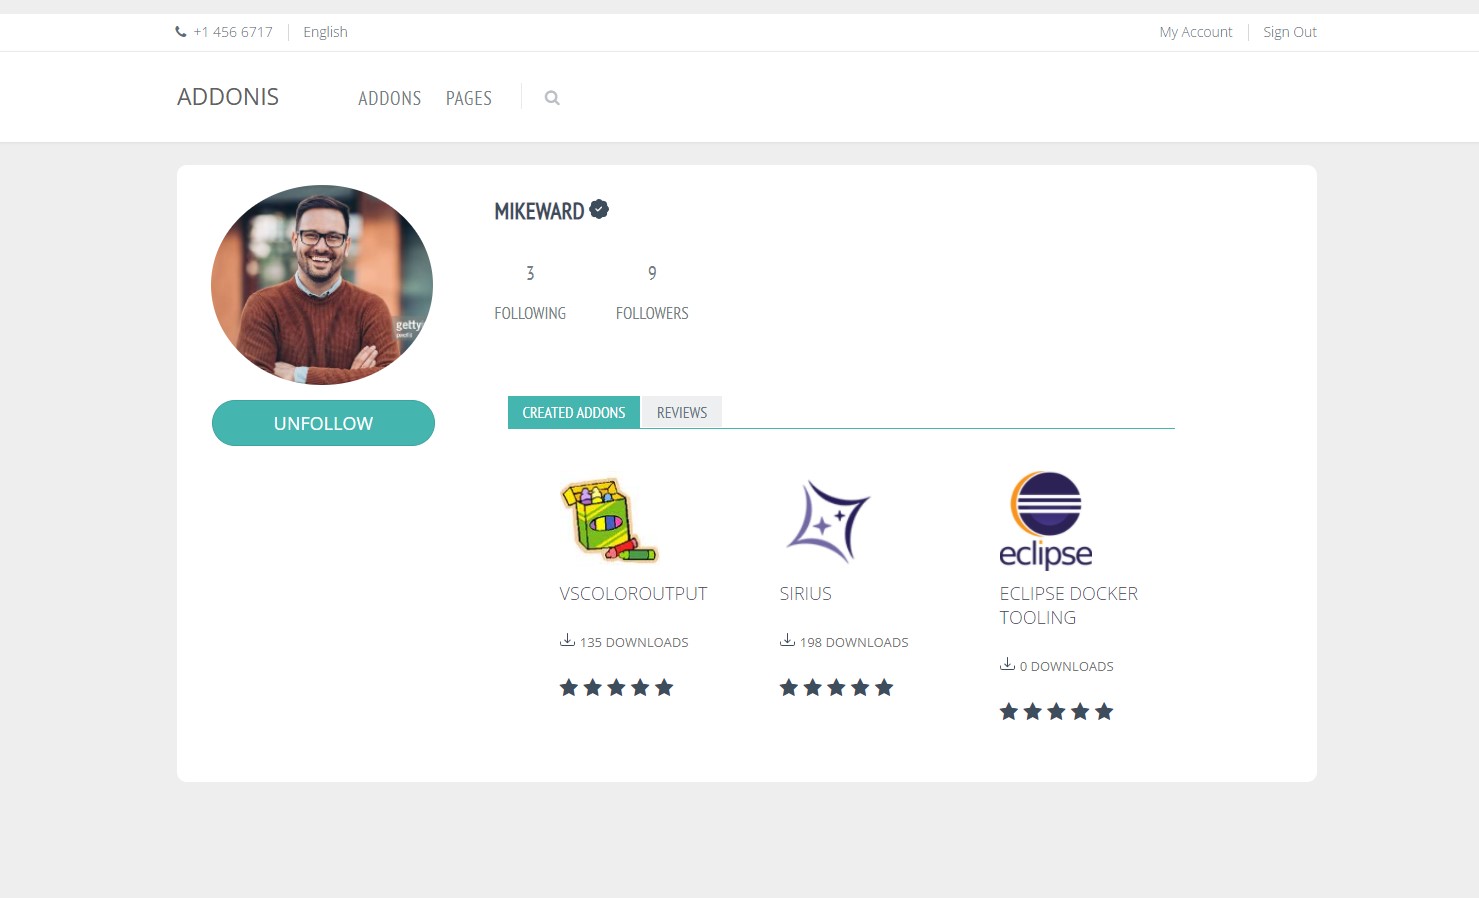 +1 456 6717 English My Account Sign Out
ADDONIS ADDONS PAGES
MIKEWARD
3 9
FOLLOWING FOLLOWERS
getty
UNFOLLOW
CREATED ADDONS REVIEWS
eclipse
VSCOLOROUTPUT SIRIUS ECLIPSE DOCKER
TOOLING
135 DOWNLOADS 198 DOWNLOADS
0 DOWNLOADS